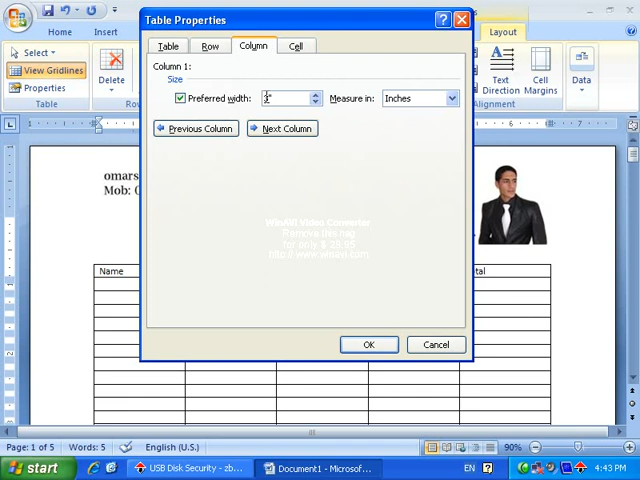 Table Properties
Layout
Home
Insert
Table
Row
Column
Cell
Select
View Gridlines
Properties
Table
Delete
Column 1:
Size
Preferred width:
Measure in:
Inches
Previous Column
Next Column
Text
Direction
Cell
Margins
Alignment
Data
Mob:
WinAVI Video Converter
Remove this nag
for only $ 29.95
http:// www.winavi.com
Name
OK
Cancel
Page: 1 of 5
Words: 5
English (U.S.)
90%
start
USB Disk Security - zb...
Document1 - Microsof...
EN
4:43 PM